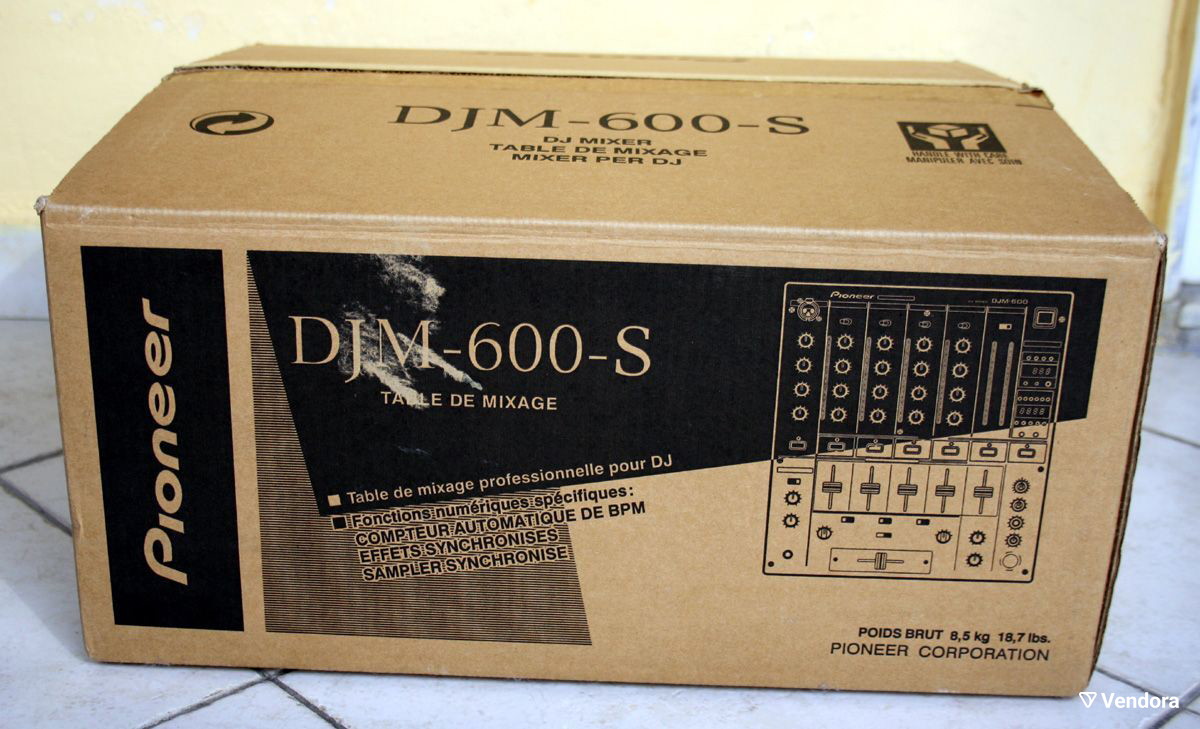 DJM-600-S
DJ MIXER
TABLE DE MIXAGE
MIXER PER DJ
HANDLE WITH CARE
MANIPULER AVEC SOIN
Pioneer
DJM-600-S
TABLE DE MIXAGE
Table de mixage professionnelle pour DJ
Fonctions numériques spécifiques:
COMPTEUR AUTOMATIQUE DE BPM
EFFETS SYNCHRONISES
SAMPLER SYNCHRONISE
Pioneer
DJM-600
POIDS BRUT 8,5 kg 18,7 lbs.
PIONEER CORPORATION
Vendora